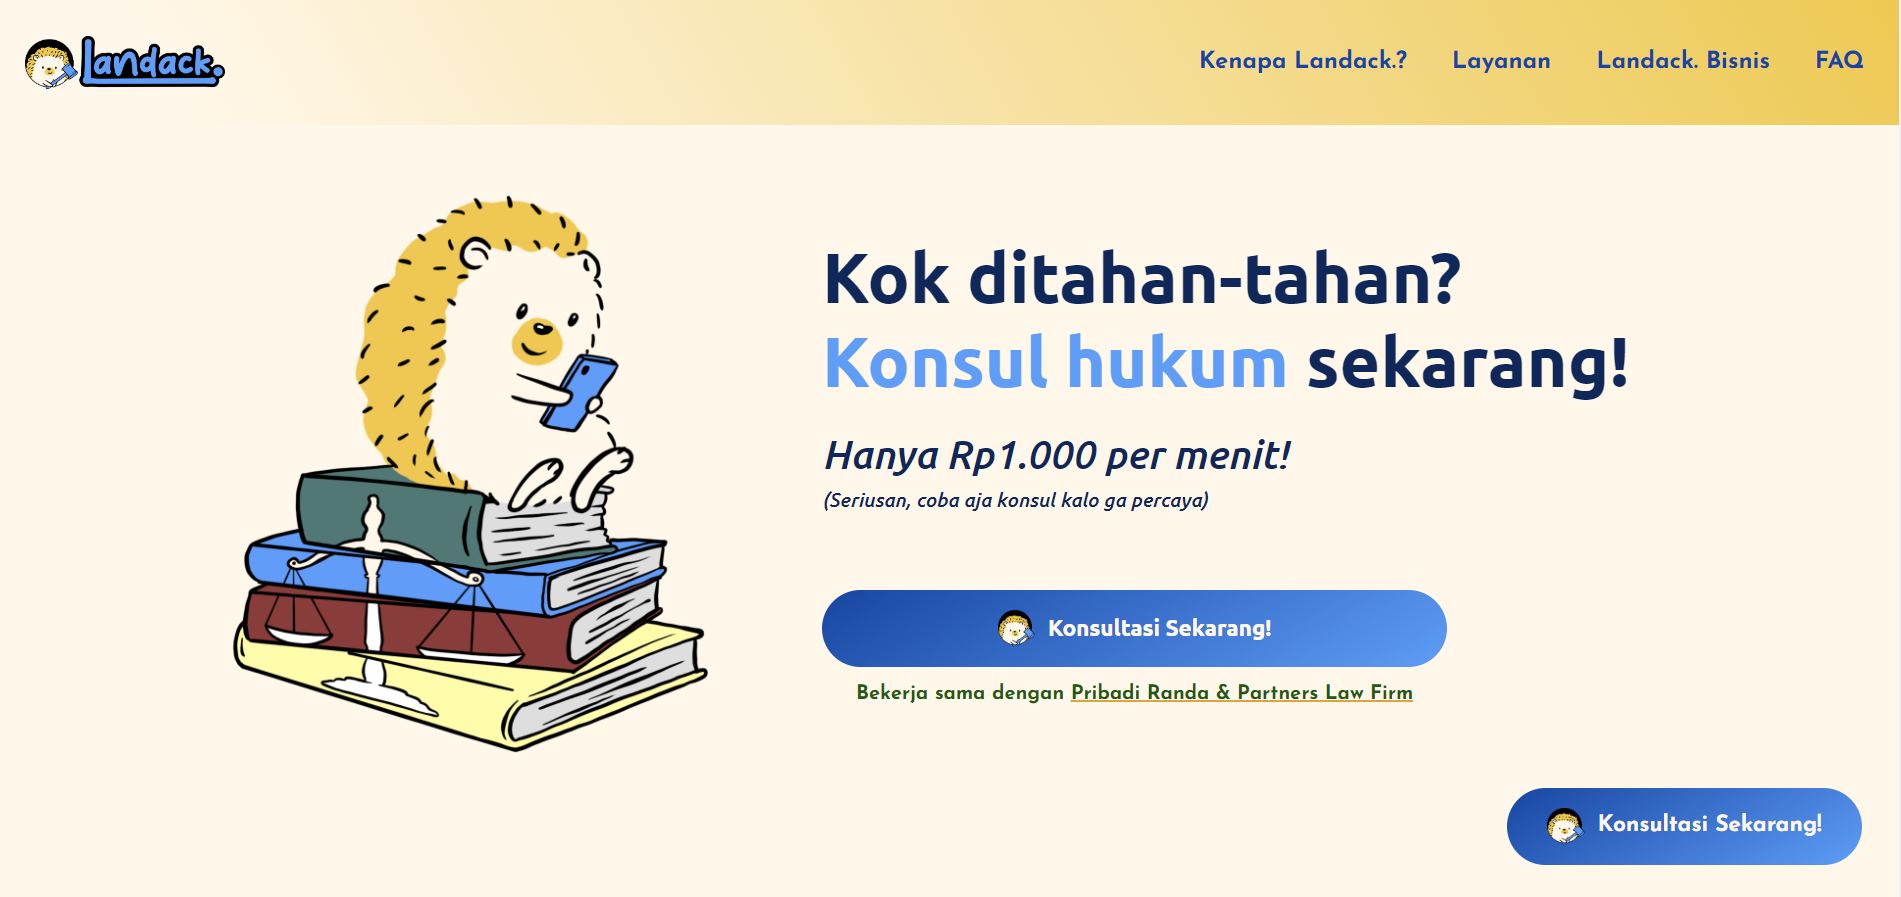 Landack.
Kenapa Landack.?
Layanan
Landack. Bisnis
FAQ
Kok ditahan-tahan?
Konsul hukum sekarang!
Hanya Rp1.000 per menit!
(Seriusan, coba aja konsul kalo ga percaya)
Konsultasi Sekarang!
Bekerja sama dengan Pribadi Randa & Partners Law Firm
Konsultasi Sekarang!